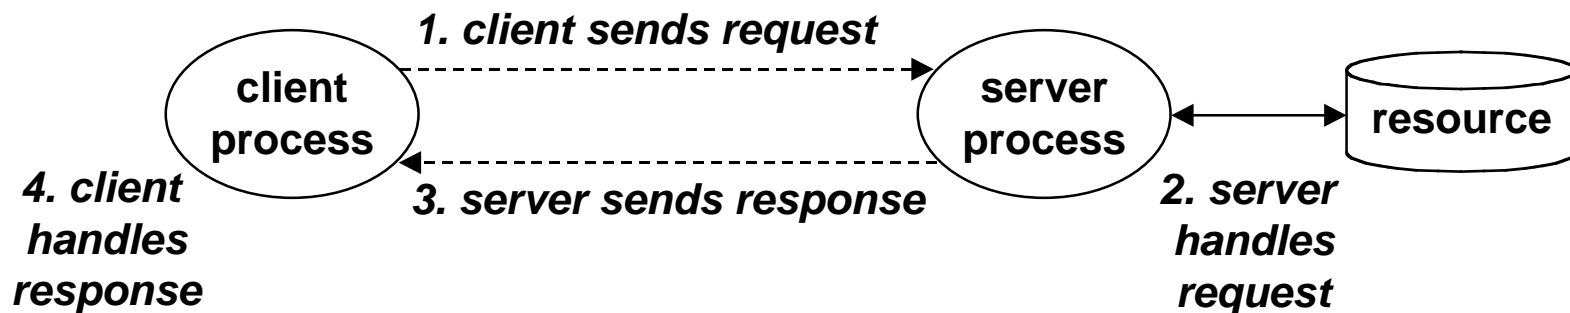 1. client sends request
client
process
server
process
resource
3. server sends response
2. server
handles
request
4. client
handles
response